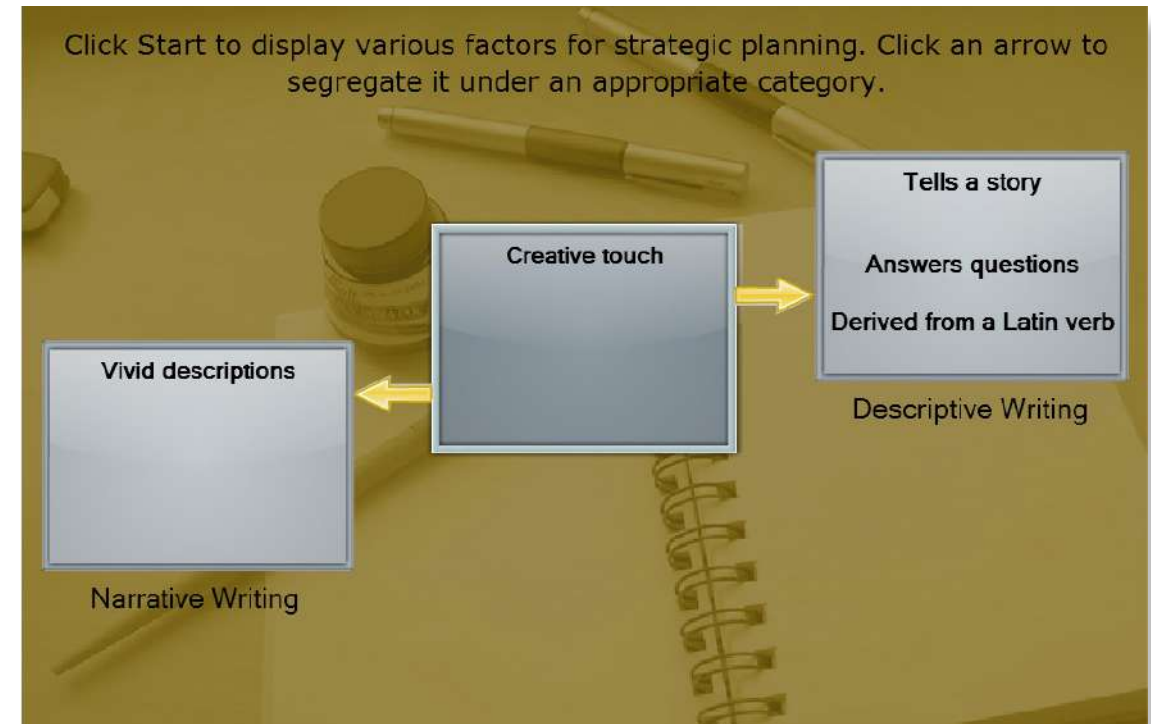 Click Start to display various factors for strategic planning. Click an arrow to
segregate it under an appropriate category.
Tells a story
Answers questions
Derived from a Latin verb
Descriptive Writing
Creative touch
Vivid descriptions
Narrative Writing